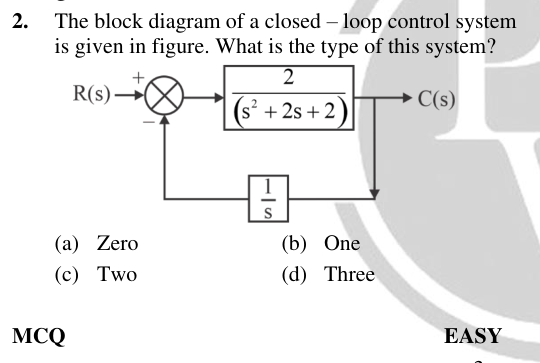 2. The block diagram of a closed – loop control system
is given in figure. What is the type of this system?
R(s) + 2 C(s)
(s² + 2s + 2)
–
1
s
(a) Zero (b) One
(c) Two (d) Three
MCQ EASY